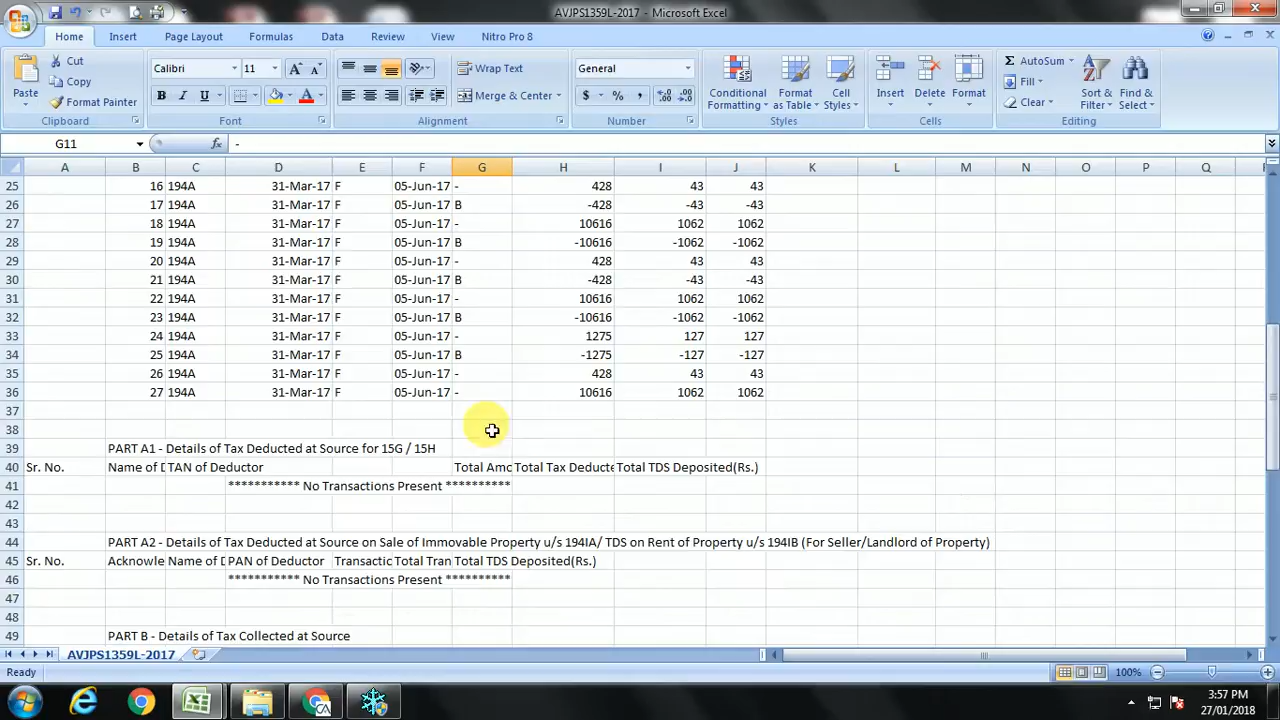 AVJPS1359L-2017 - Microsoft Excel
Home Insert Page Layout Formulas Data Review View Nitro Pro 8
Paste Cut Copy Format Painter Clipboard
Calibri 11 B I U A Font
Wrap Text Merge & Center Alignment
General $ % , Number
Conditional Formatting Format as Table Cell Styles Styles
Insert Delete Format Cells
Σ AutoSum Fill Clear Sort & Filter Find & Select Editing
G11 fx -
A B C D E F G H I J K L M N O P Q
25 16 194A 31-Mar-17 F 05-Jun-17 - 428 43 43
26 17 194A 31-Mar-17 F 05-Jun-17 B -428 -43 -43
27 18 194A 31-Mar-17 F 05-Jun-17 - 10616 1062 1062
28 19 194A 31-Mar-17 F 05-Jun-17 B -10616 -1062 -1062
29 20 194A 31-Mar-17 F 05-Jun-17 - 428 43 43
30 21 194A 31-Mar-17 F 05-Jun-17 B -428 -43 -43
31 22 194A 31-Mar-17 F 05-Jun-17 - 10616 1062 1062
32 23 194A 31-Mar-17 F 05-Jun-17 B -10616 -1062 -1062
33 24 194A 31-Mar-17 F 05-Jun-17 - 1275 127 127
34 25 194A 31-Mar-17 F 05-Jun-17 B -1275 -127 -127
35 26 194A 31-Mar-17 F 05-Jun-17 - 428 43 43
36 27 194A 31-Mar-17 F 05-Jun-17 - 10616 1062 1062
37
38
39 PART A1 - Details of Tax Deducted at Source for 15G / 15H
40 Sr. No. Name of D TAN of Deductor Total Amo Total Tax Deducte Total TDS Deposited(Rs.)
41 *********** No Transactions Present **********
42
43
44 PART A2 - Details of Tax Deducted at Source on Sale of Immovable Property u/s 194IA/ TDS on Rent of Property u/s 194IB (For Seller/Landlord of Property)
45 Sr. No. Acknowle Name of D PAN of Deductor Transactio Total Tran Total TDS Deposited(Rs.)
46 *********** No Transactions Present **********
47
48
49 PART B - Details of Tax Collected at Source
AVJPS1359L-2017
Ready 100%
CA
3:57 PM
27/01/2018